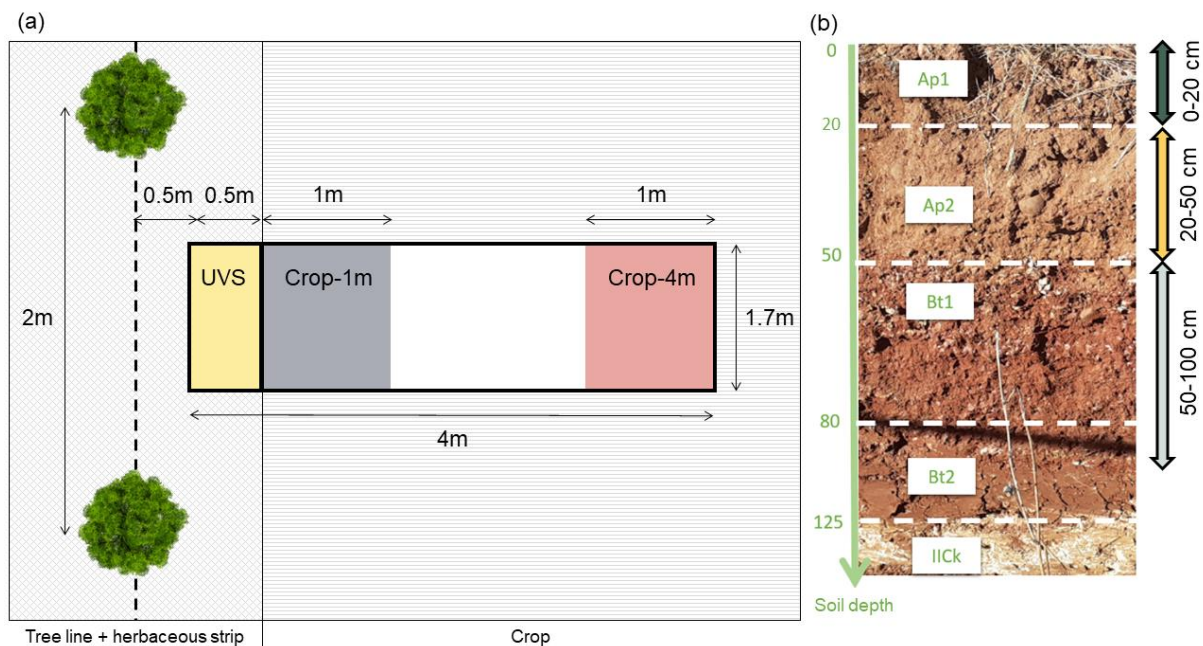 (a)
0.5m
0.5m
1m
1m
UVS
Crop-1m
Crop-4m
2m
1.7m
4m
Tree line + herbaceous strip
Crop
(b)
0
Ap1
0-20 cm
20
Ap2
20-50 cm
50
Bt1
50-100 cm
80
Bt2
125
IICk
Soil depth